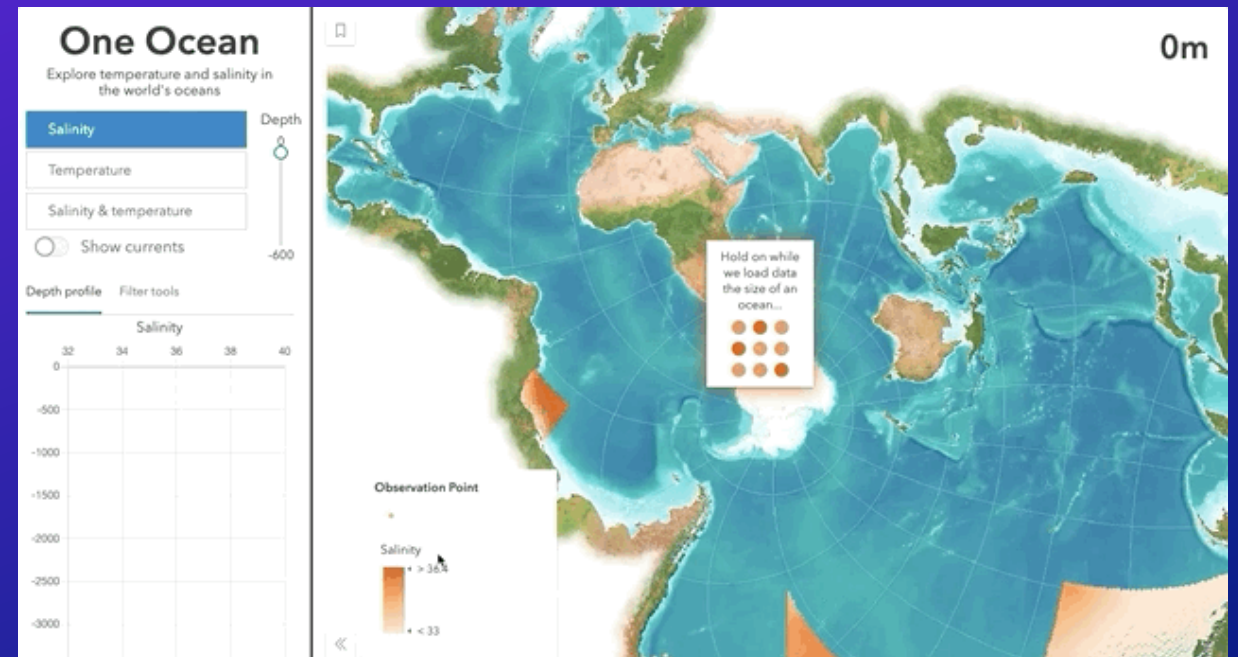 One Ocean
Explore temperature and salinity in
the world's oceans
Salinity
Temperature
Salinity & temperature
Show currents
Depth
0
-600
Depth profile
Filter tools
Salinity
32 34 36 38 40
0
-500
-1000
-1500
-2000
-2500
-3000
0m
Hold on while
we load data
the size of an
ocean...
Observation Point
Salinity
> 36.4
< 33